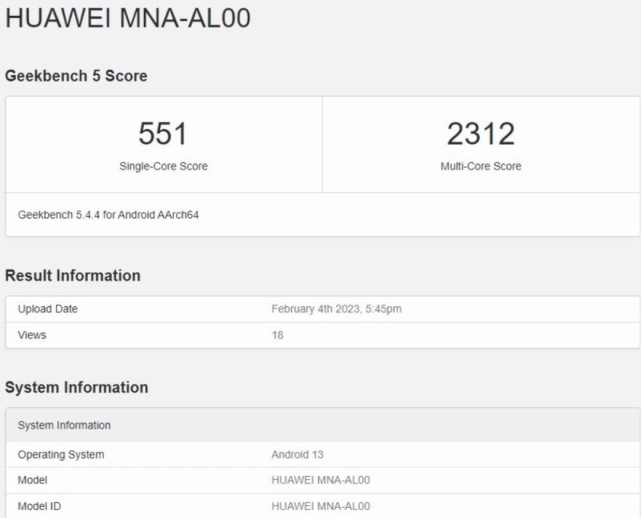 HUAWEI MNA-AL00
Geekbench 5 Score
551
2312
Single-Core Score
Multi-Core Score
Geekbench 5.4.4 for Android AArch64
Result Information
Upload Date February 4th 2023, 5:45pm
Views 18
System Information
System Information
Operating System Android 13
Model HUAWEI MNA-AL00
Model ID HUAWEI MNA-AL00